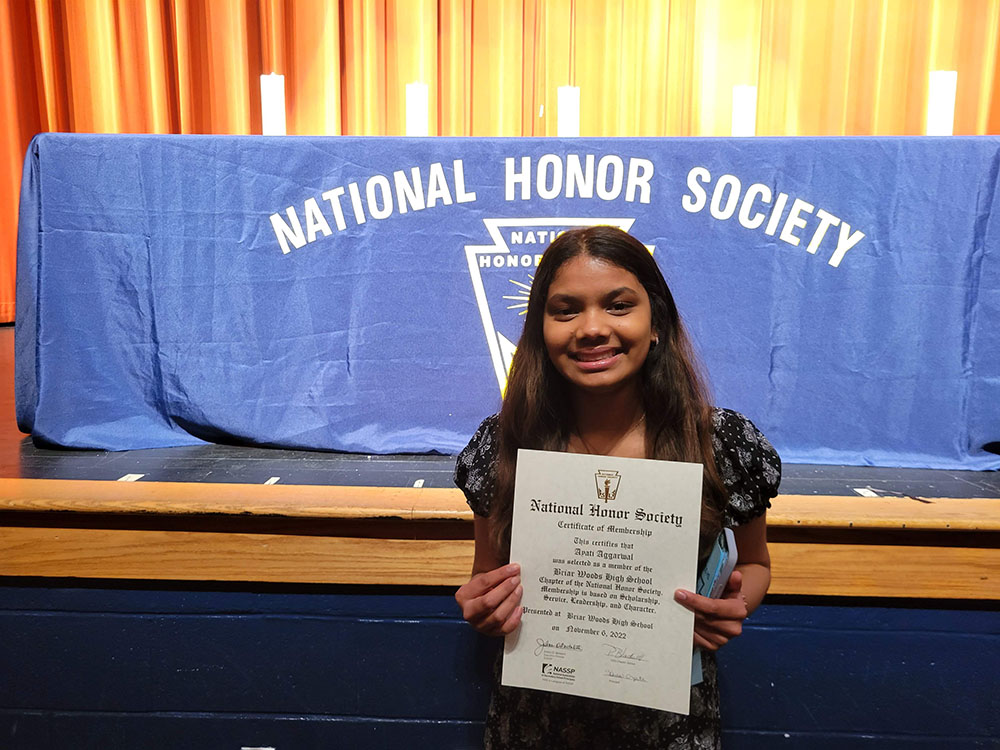 NATIONAL HONOR SOCIETY
HONOR
National Honor Society
Certificate of Membership
This certifies that
Ayati Aggarwal
was selected as a member of the
Briar Woods High School
Chapter of the National Honor Society.
Membership is based on Scholarship,
Service, Leadership, and Character.
Presented at Briar Woods High School
on November 6, 2022
NASSP